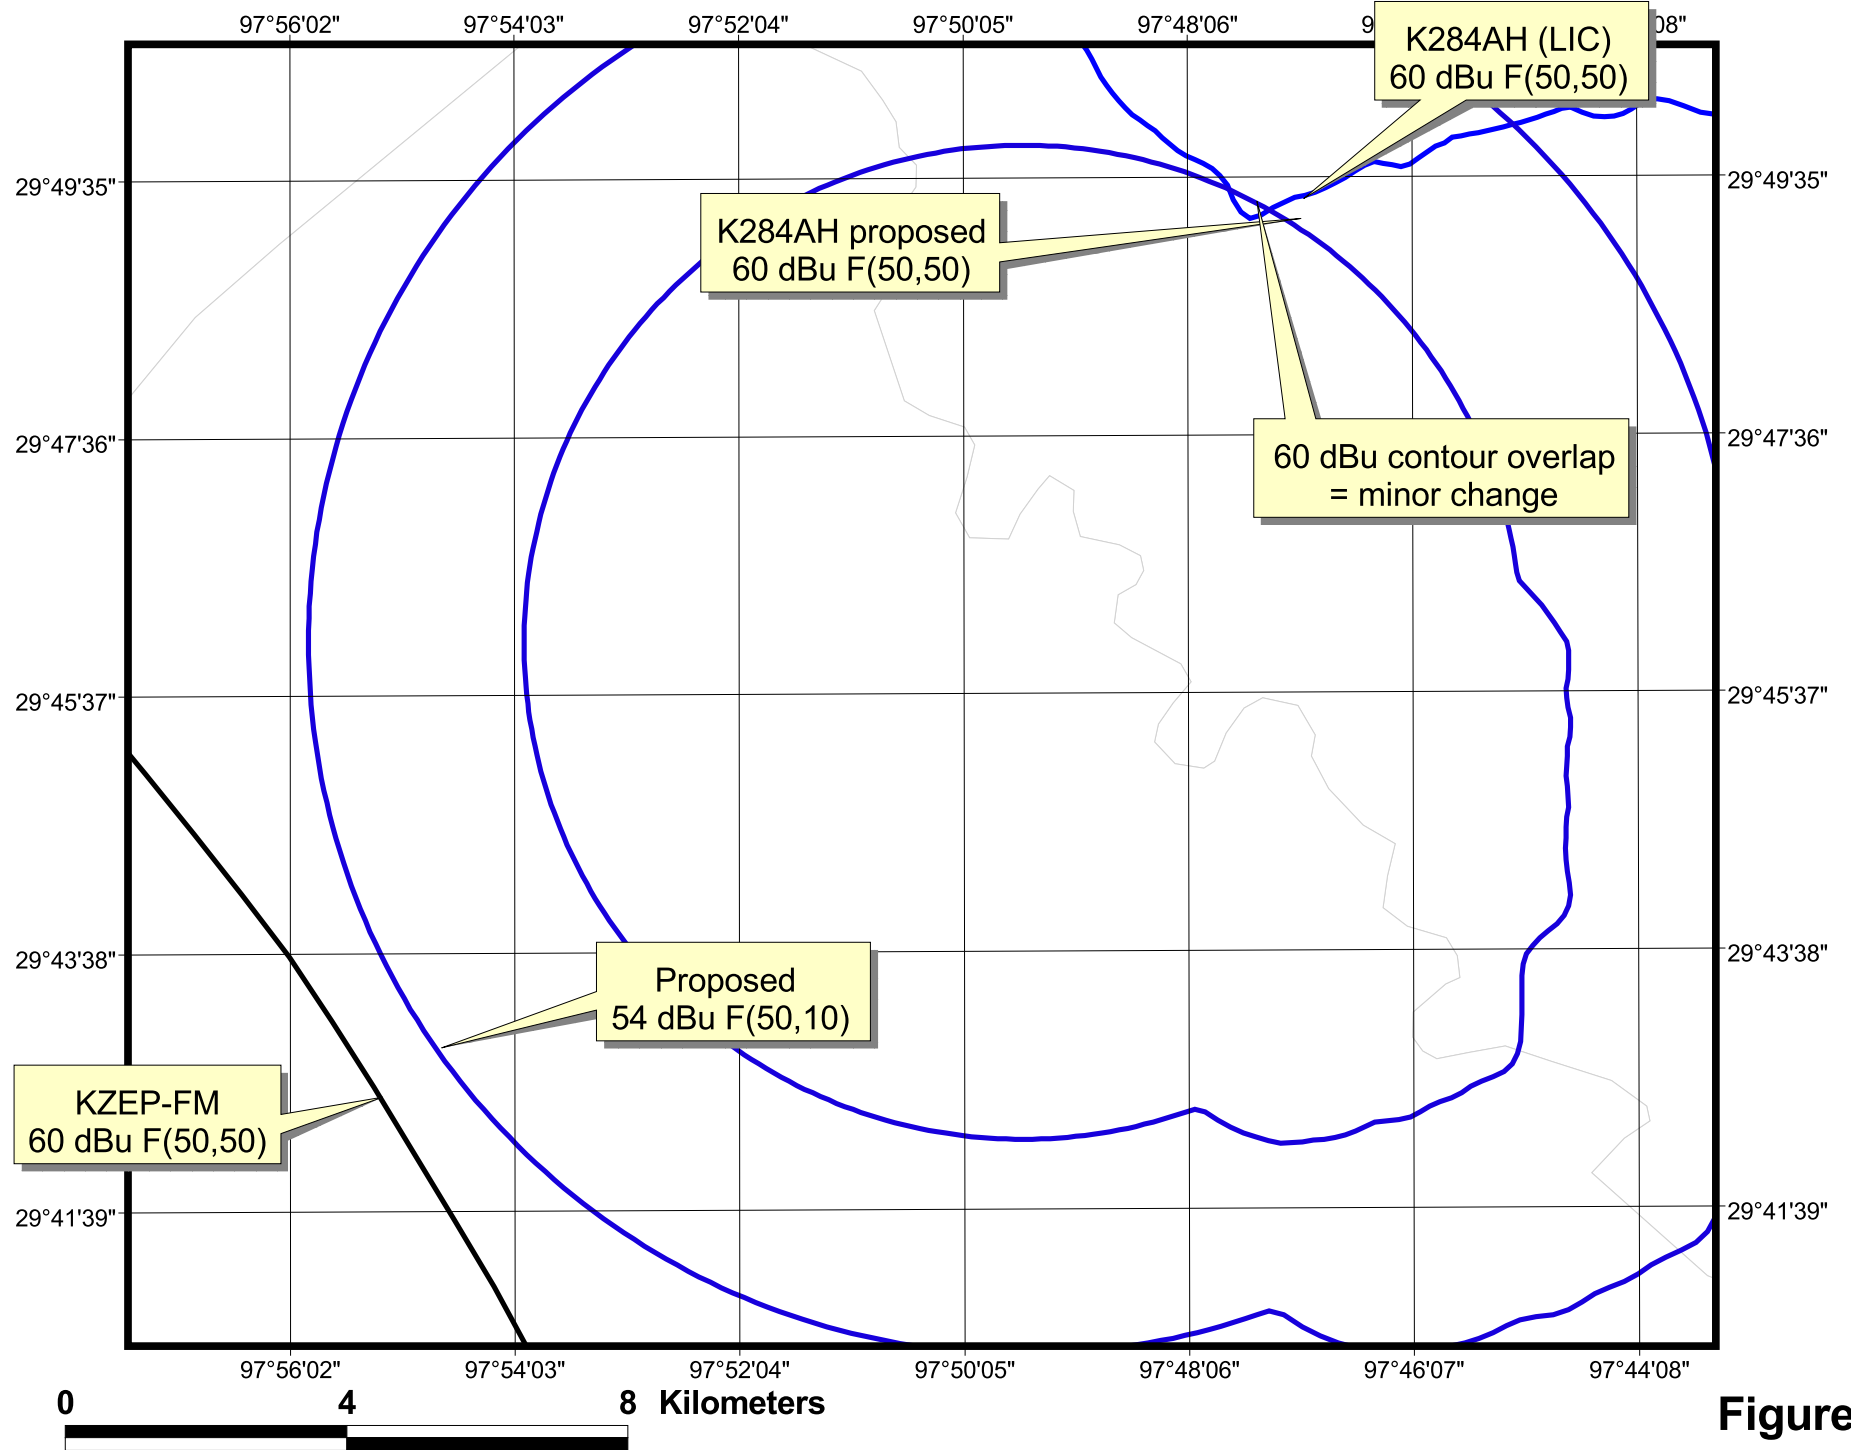 97°56'02"
97°54'03"
97°52'04"
97°50'05"
97°48'06"
K284AH (LIC)
60 dBu F(50,50)
29°49'35"
29°49'35"
K284AH proposed
60 dBu F(50,50)
29°47'36"
29°47'36"
60 dBu contour overlap
= minor change
29°45'37"
29°45'37"
29°43'38"
29°43'38"
Proposed
54 dBu F(50,10)
KZEP-FM
60 dBu F(50,50)
29°41'39"
29°41'39"
97°56'02"
97°54'03"
97°52'04"
97°50'05"
97°48'06"
97°46'07"
97°44'08"
0 4 8 Kilometers
Figure